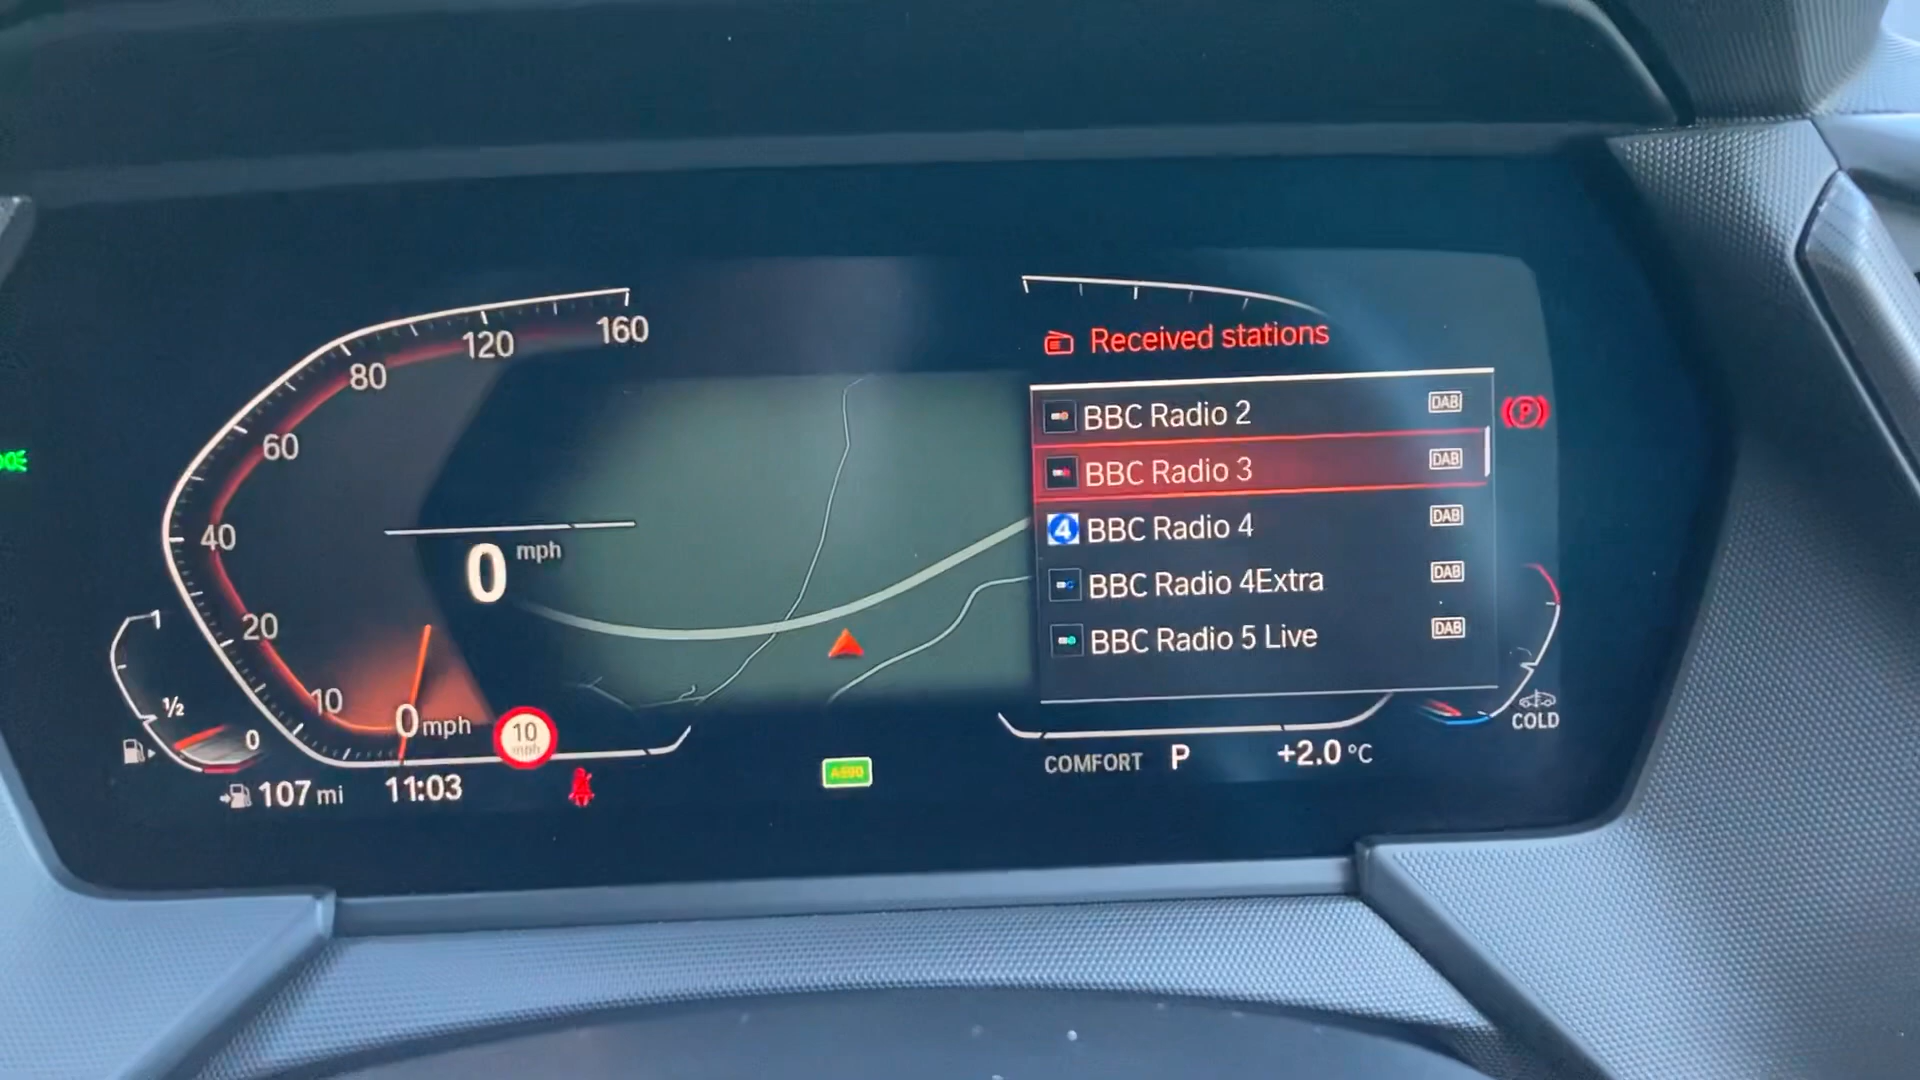 160
120
80
60
40
20
10
0 mph
0 mph
10
mph
1
1/2
0
107 mi
11:03
Received stations
BBC Radio 2 DAB
BBC Radio 3 DAB
4 BBC Radio 4 DAB
BBC Radio 4Extra DAB
BBC Radio 5 Live DAB
(P)
COLD
COMFORT P +2.0 °C